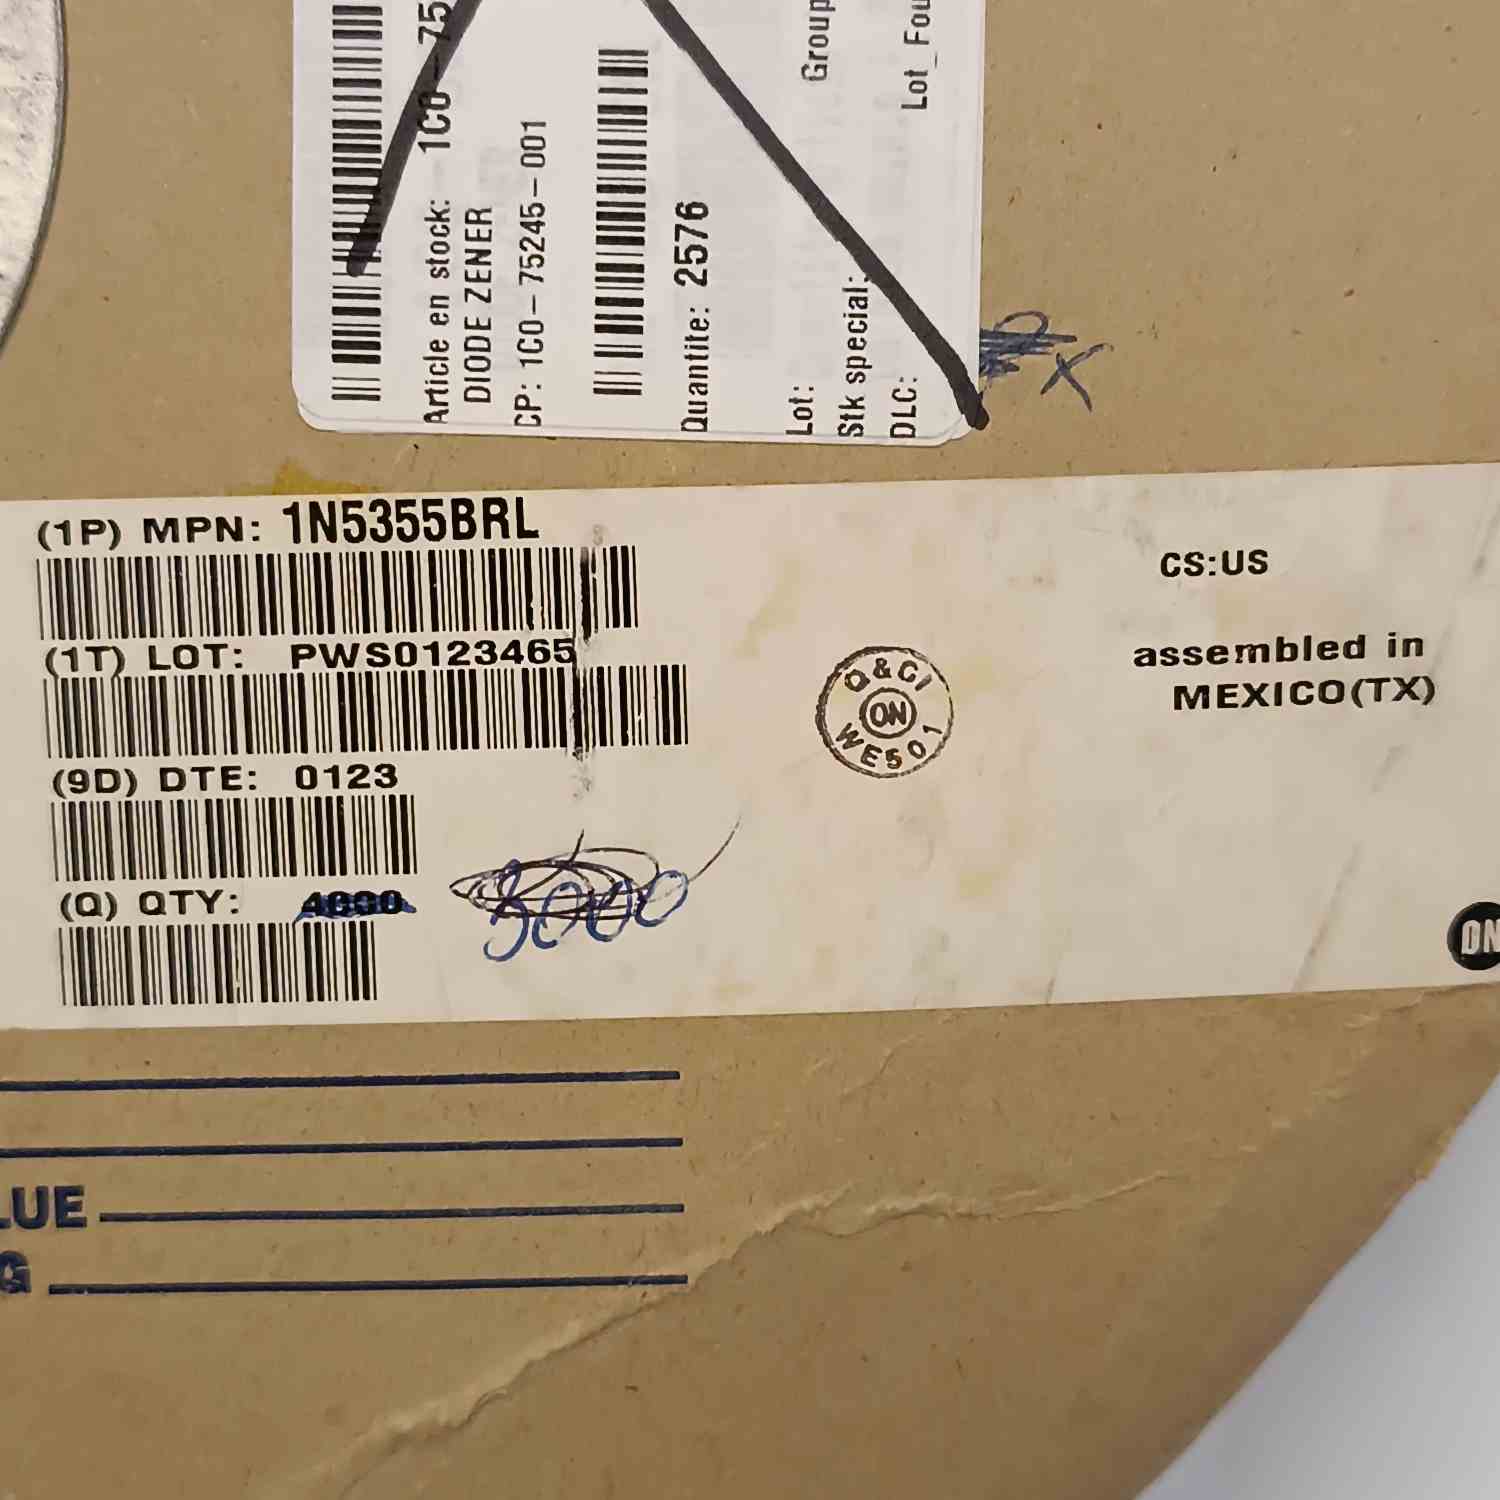 Article en stock: 1C0-75
DIODE ZENER
CP: 1C0-75245-001
Quantite: 2576
Lot:
Group
Stk special:
DLC:
Lot_Fou
X
(1P) MPN: 1N5355BRL
(1T) LOT: PWS0123465
(9D) DTE: 0123
(Q) QTY: 4000
3000
Q&CI
ON
WE501
CS:US
assembled in
MEXICO(TX)
ON
LUE
G